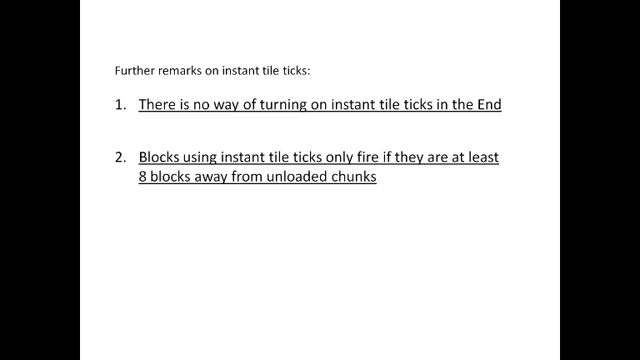 Further remarks on instant tile ticks:
1. There is no way of turning on instant tile ticks in the End
2. Blocks using instant tile ticks only fire if they are at least
8 blocks away from unloaded chunks